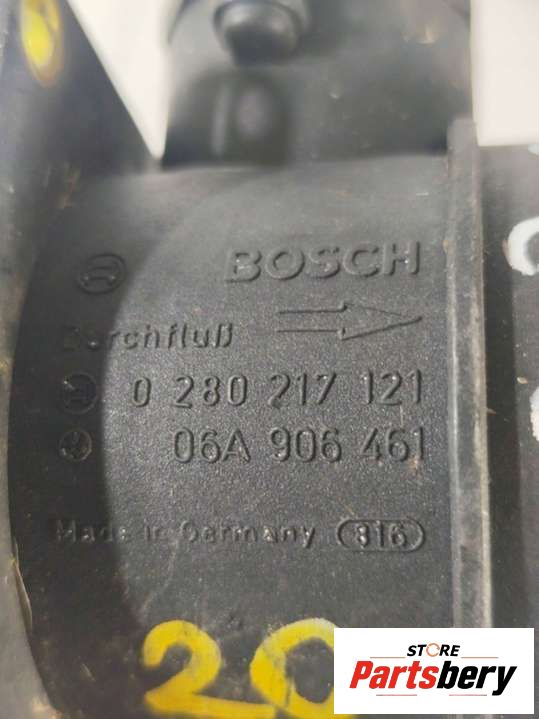 BOSCH
Durchfluß
0 280 217 121
06A 906 461
Made in Germany 816
20
STORE
Partsbery